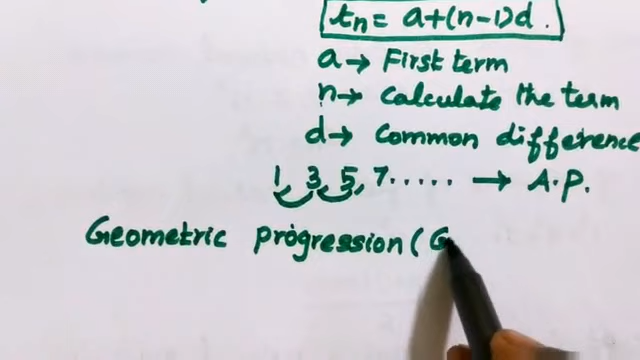 tn = a+(n-1)d.
a→ First term
n→ Calculate the term
d→ Common difference
1, 3, 5, 7..... → A.P.
Geometric progression (G